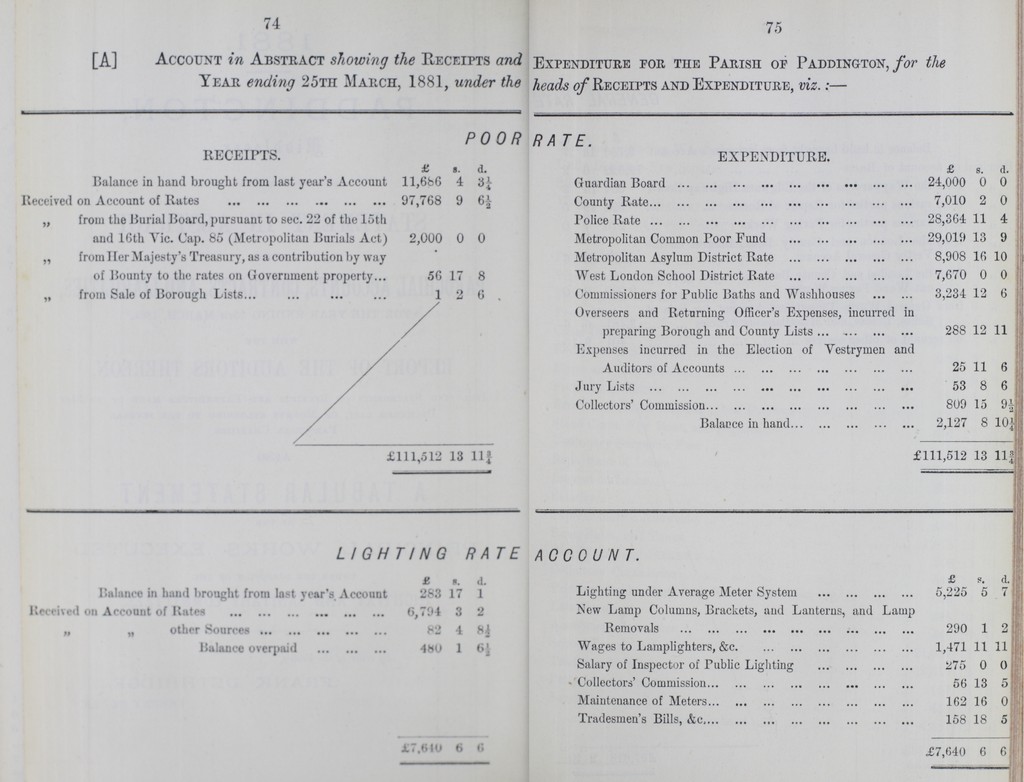 74
[A] ACCOUNT in ABSTRACT showing the RECEIPTS and
YEAR ending 25TH MARCH, 1881, under the
POOR
RECEIPTS.
£ s. d.
Balance in hand brought from last year's Account 11,686 4 3¼
Received on Account of Rates ... ... ... ... ... ... 97,768 9 6½
„ from the Burial Board, pursuant to sec. 22 of the 15th
and 16th Vic. Cap. 85 (Metropolitan Burials Act) 2,000 0 0
„ from Her Majesty's Treasury, as a contribution by way
of Bounty to the rates on Government property... 56 17 8
„ from Sale of Borough Lists... ... ... ... ... 1 2 6
£111,512 13 11¾
LIGHTING RATE
£ s. d.
Balance in hand brought from last year's Account 283 17 1
Received on Account of Rates ... ... ... ... ... ... 6,794 3 2
„ „ other Sources ... ... ... ... ... 82 4 8½
Balance overpaid ... ... ... 480 1 6½
£7,640 6 6
75
EXPENDITURE FOR THE PARISH OF PADDINGTON, for the
heads of RECEIPTS AND EXPENDITURE, viz.:—
RATE.
EXPENDITURE.
£ s. d.
Guardian Board ... ... ... ... ... ... ... ... ... 24,000 0 0
County Rate... ... ... ... ... ... ... ... ... ... 7,010 2 0
Police Rate ... ... ... ... ... ... ... ... ... ... 28,364 11 4
Metropolitan Common Poor Fund ... ... ... ... ... 29,019 13 9
Metropolitan Asylum District Rate ... ... ... ... ... 8,908 16 10
West London School District Rate ... ... ... ... ... 7,670 0 0
Commissioners for Public Baths and Washhouses ... ... 3,234 12 6
Overseers and Returning Officer's Expenses, incurred in
preparing Borough and County Lists ... ... ... ... 288 12 11
Expenses incurred in the Election of Vestrymen and
Auditors of Accounts ... ... ... ... ... ... ... 25 11 6
Jury Lists ... ... ... ... ... ... ... ... ... ... 53 8 6
Collectors' Commission... ... ... ... ... ... ... ... 809 15 9½
Balance in hand... ... ... ... ... 2,127 8 10¼
£111,512 13 11¾
ACCOUNT.
£ s. d.
Lighting under Average Meter System ... ... ... ... 5,225 5 7
New Lamp Columns, Brackets, and Lanterns, and Lamp
Removals ... ... ... ... ... ... ... ... ... 290 1 2
Wages to Lamplighters, &c. ... ... ... ... ... ... 1,471 11 11
Salary of Inspector of Public Lighting ... ... ... ... 275 0 0
Collectors' Commission... ... ... ... ... ... ... ... 56 13 5
Maintenance of Meters... ... ... ... ... ... ... ... 162 16 0
Tradesmen's Bills, &c.... ... ... ... ... ... ... ... 158 18 5
£7,640 6 6